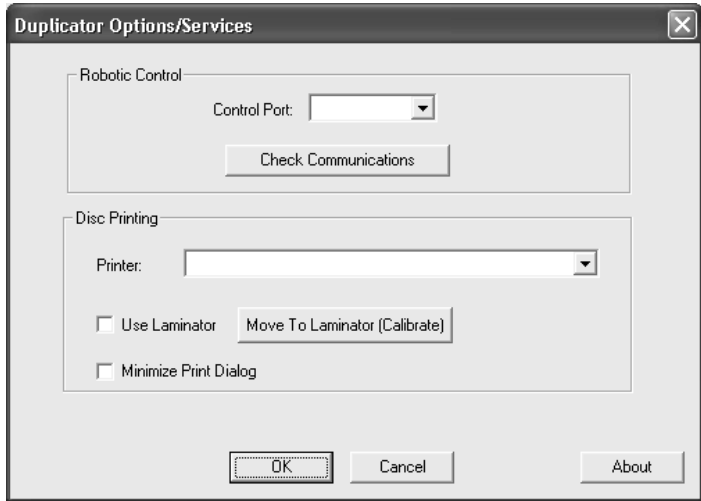 Duplicator Options/Services
Robotic Control
Control Port:
Check Communications
Disc Printing
Printer:
Use Laminator Move To Laminator (Calibrate)
Minimize Print Dialog
OK Cancel About